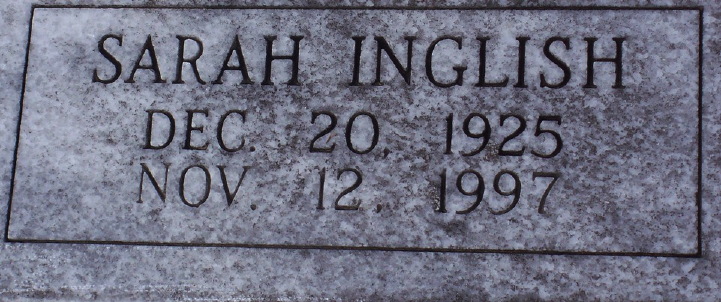 SARAH INGLISH
DEC. 20, 1925
NOV. 12, 1997